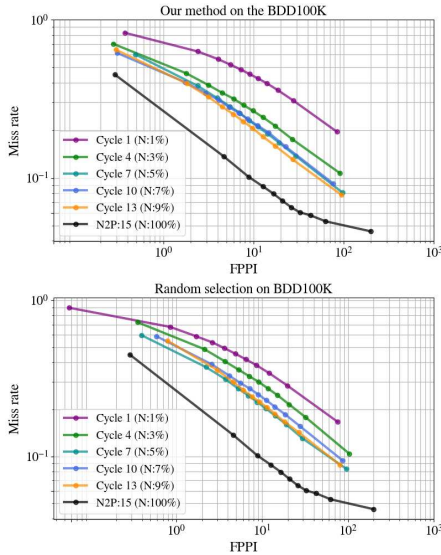 Our method on the BDD100K
10⁰
10⁻¹
Miss rate
Cycle 1 (N:1%)
Cycle 4 (N:3%)
Cycle 7 (N:5%)
Cycle 10 (N:7%)
Cycle 13 (N:9%)
N2P:15 (N:100%)
10⁰ 10¹ 10² 10³
FPPI
Random selection on BDD100K
10⁰
10⁻¹
Miss rate
Cycle 1 (N:1%)
Cycle 4 (N:3%)
Cycle 7 (N:5%)
Cycle 10 (N:7%)
Cycle 13 (N:9%)
N2P:15 (N:100%)
10⁰ 10¹ 10² 10³
FPPI